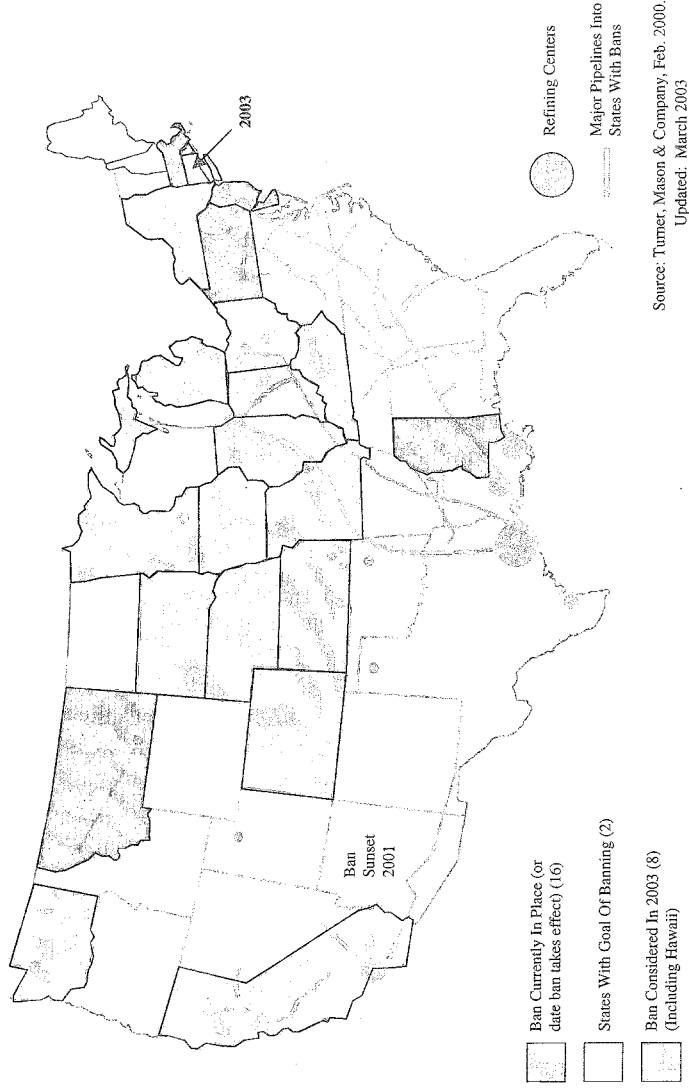 2003
Ban
Sunset
2001
Ban Currently In Place (or
date ban takes effect) (16)
States With Goal Of Banning (2)
Ban Considered In 2003 (8)
(Including Hawaii)
Refining Centers
Major Pipelines Into
States With Bans
Source: Turner, Mason & Company, Feb. 2000.
Updated: March 2003